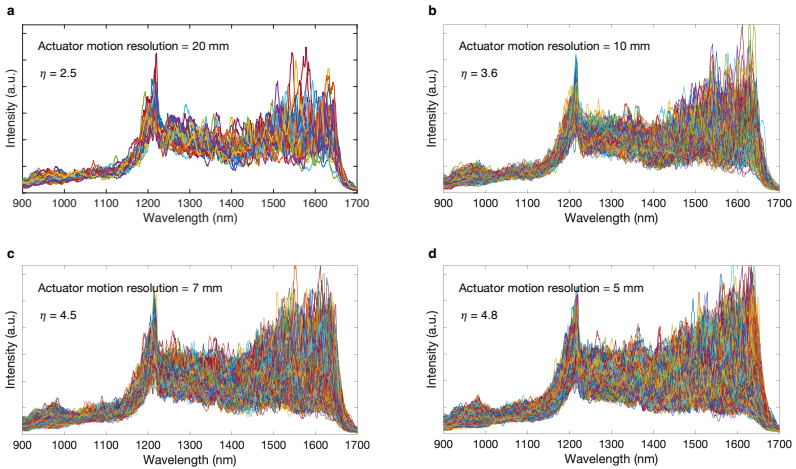 a
Actuator motion resolution = 20 mm
η = 2.5
Intensity (a.u.)
900 1000 1100 1200 1300 1400 1500 1600 1700
Wavelength (nm)
b
Actuator motion resolution = 10 mm
η = 3.6
Intensity (a.u.)
900 1000 1100 1200 1300 1400 1500 1600 1700
Wavelength (nm)
c
Actuator motion resolution = 7 mm
η = 4.5
Intensity (a.u.)
900 1000 1100 1200 1300 1400 1500 1600 1700
Wavelength (nm)
d
Actuator motion resolution = 5 mm
η = 4.8
Intensity (a.u.)
900 1000 1100 1200 1300 1400 1500 1600 1700
Wavelength (nm)